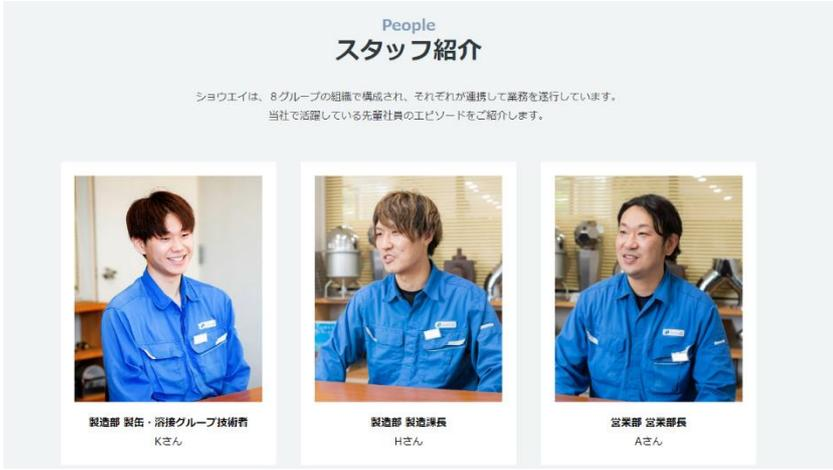 People
スタッフ紹介
ショウエイは、８グループの組織で構成され、それぞれが連携して業務を遂行しています。
当社で活躍している先輩社員のエピソードをご紹介します。
製造部 製缶・溶接グループ技術者
Kさん
製造部 製造課長
Hさん
営業部 営業部長
Aさん